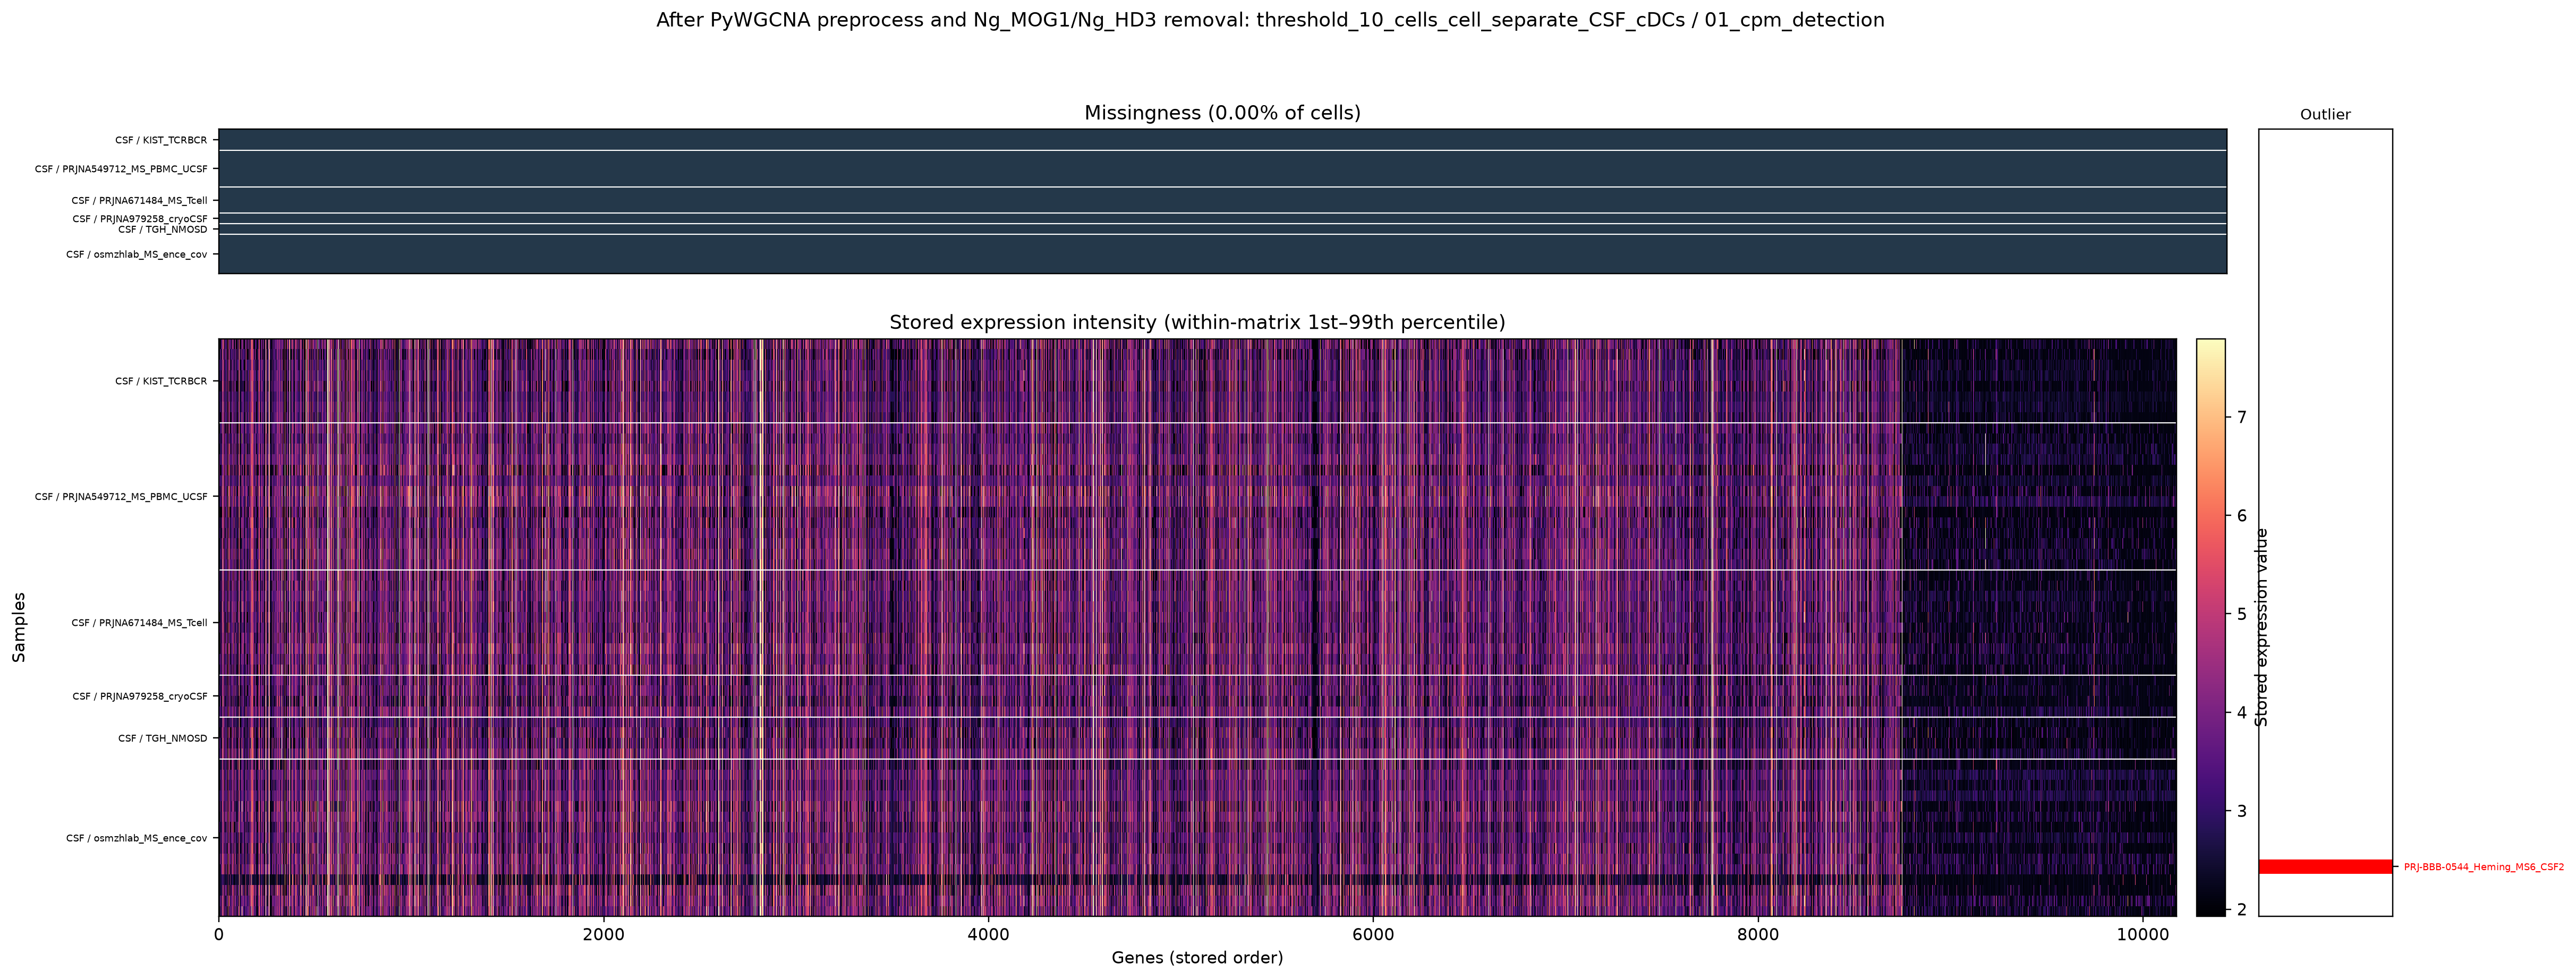 After PyWGCNA preprocess and Ng_MOG1/Ng_HD3 removal: threshold_10_cells_cell_separate_CSF_cDCs / 01_cpm_detection
Missingness (0.00% of cells)
Outlier
CSF / KIST_TCRBCR
CSF / PRJNA549712_MS_PBMC_UCSF
CSF / PRJNA671484_MS_Tcell
CSF / PRJNA979258_cryoCSF
CSF / TGH_NMOSD
CSF / osmzhlab_MS_ence_cov
Stored expression intensity (within-matrix 1st–99th percentile)
Samples
CSF / KIST_TCRBCR
CSF / PRJNA549712_MS_PBMC_UCSF
CSF / PRJNA671484_MS_Tcell
CSF / PRJNA979258_cryoCSF
CSF / TGH_NMOSD
CSF / osmzhlab_MS_ence_cov
0
2000
4000
6000
8000
10000
Genes (stored order)
7
6
5
4
3
2
Stored expression value
PRJ-BBB-0544_Heming_MS6_CSF2